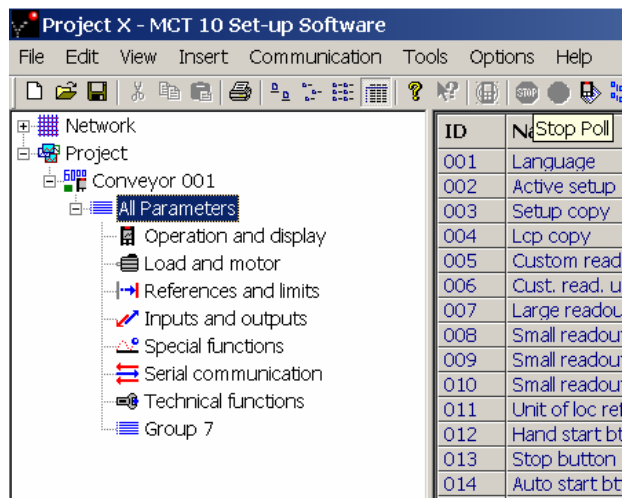 Project X - MCT 10 Set-up Software
File Edit View Insert Communication Tools Options Help
STOP
Network
Project
Conveyor 001
All Parameters
Operation and display
Load and motor
References and limits
Inputs and outputs
Special functions
Serial communication
Technical functions
Group 7
ID
Stop Poll
001 Language
002 Active setup
003 Setup copy
004 Lcp copy
005 Custom read
006 Cust. read. u
007 Large readou
008 Small readou
009 Small readou
010 Small readou
011 Unit of loc ref
012 Hand start bt
013 Stop button
014 Auto start bt